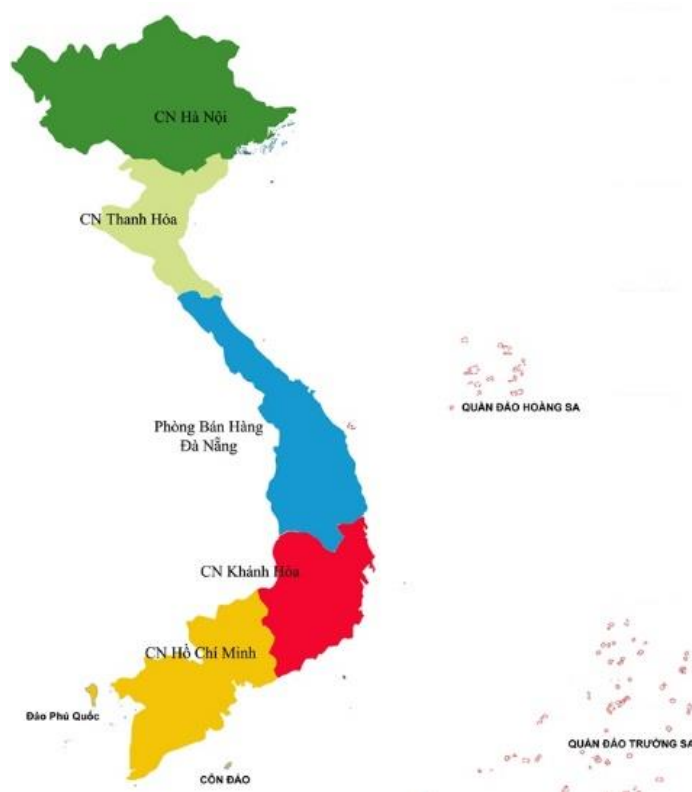 CN Hà Nội
CN Thanh Hóa
QUẦN ĐẢO HOÀNG SA
Phòng Bán Hàng
Đà Nẵng
CN Khánh Hòa
CN Hồ Chí Minh
Đảo Phú Quốc
QUẦN ĐẢO TRƯỜNG SA
CÔN ĐẢO